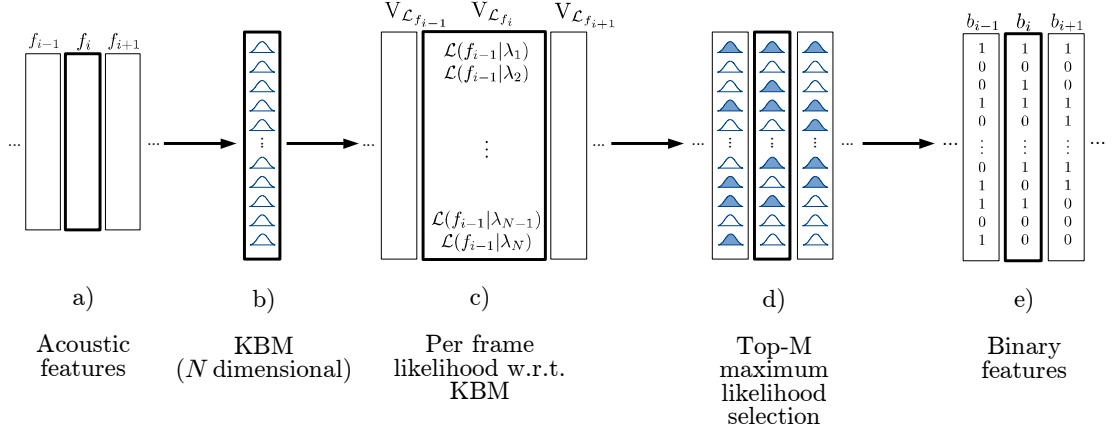 f_{i-1} f_i f_{i+1}
... ...
a)
Acoustic
features
⋮
b)
KBM
(N dimensional)
V_{ℒ_{f_{i-1}}} V_{ℒ_{f_i}} V_{ℒ_{f_{i+1}}}
ℒ(f_{i-1}|λ_1)
ℒ(f_{i-1}|λ_2)
... ⋮ ...
ℒ(f_{i-1}|λ_{N-1})
ℒ(f_{i-1}|λ_N)
c)
Per frame
likelihood w.r.t.
KBM
... ⋮ ...
d)
Top-M
maximum
likelihood
selection
b_{i-1} b_i b_{i+1}
1 1 1
0 0 0
0 1 0
1 1 1
0 0 1
... ⋮ ⋮ ⋮ ...
0 1 1
1 0 1
1 1 1
0 0 0
1 0 0
e)
Binary
features